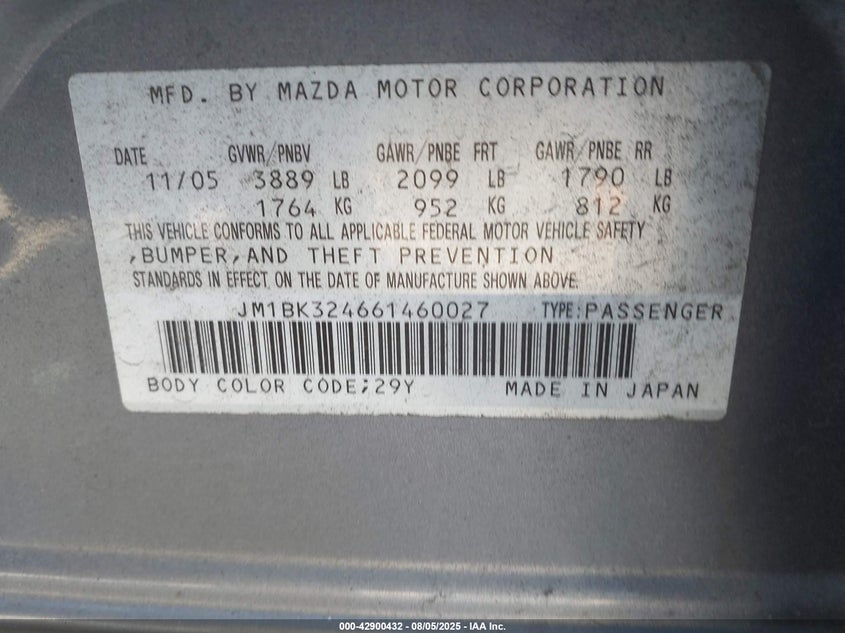 MFD. BY MAZDA MOTOR CORPORATION
DATE GVWR/PNBV GAWR/PNBE FRT GAWR/PNBE RR
11/05 3889 LB 2099 LB 1790 LB
1764 KG 952 KG 812 KG
THIS VEHICLE CONFORMS TO ALL APPLICABLE FEDERAL MOTOR VEHICLE SAFETY
,BUMPER,AND THEFT PREVENTION
STANDARDS IN EFFECT ON THE DATE OF MANUFACTURE SHOWN ABOVE.
JM1BK324661460027 TYPE:PASSENGER
BODY COLOR CODE;29Y MADE IN JAPAN
000-42900432 - 08/05/2025 - IAA Inc.